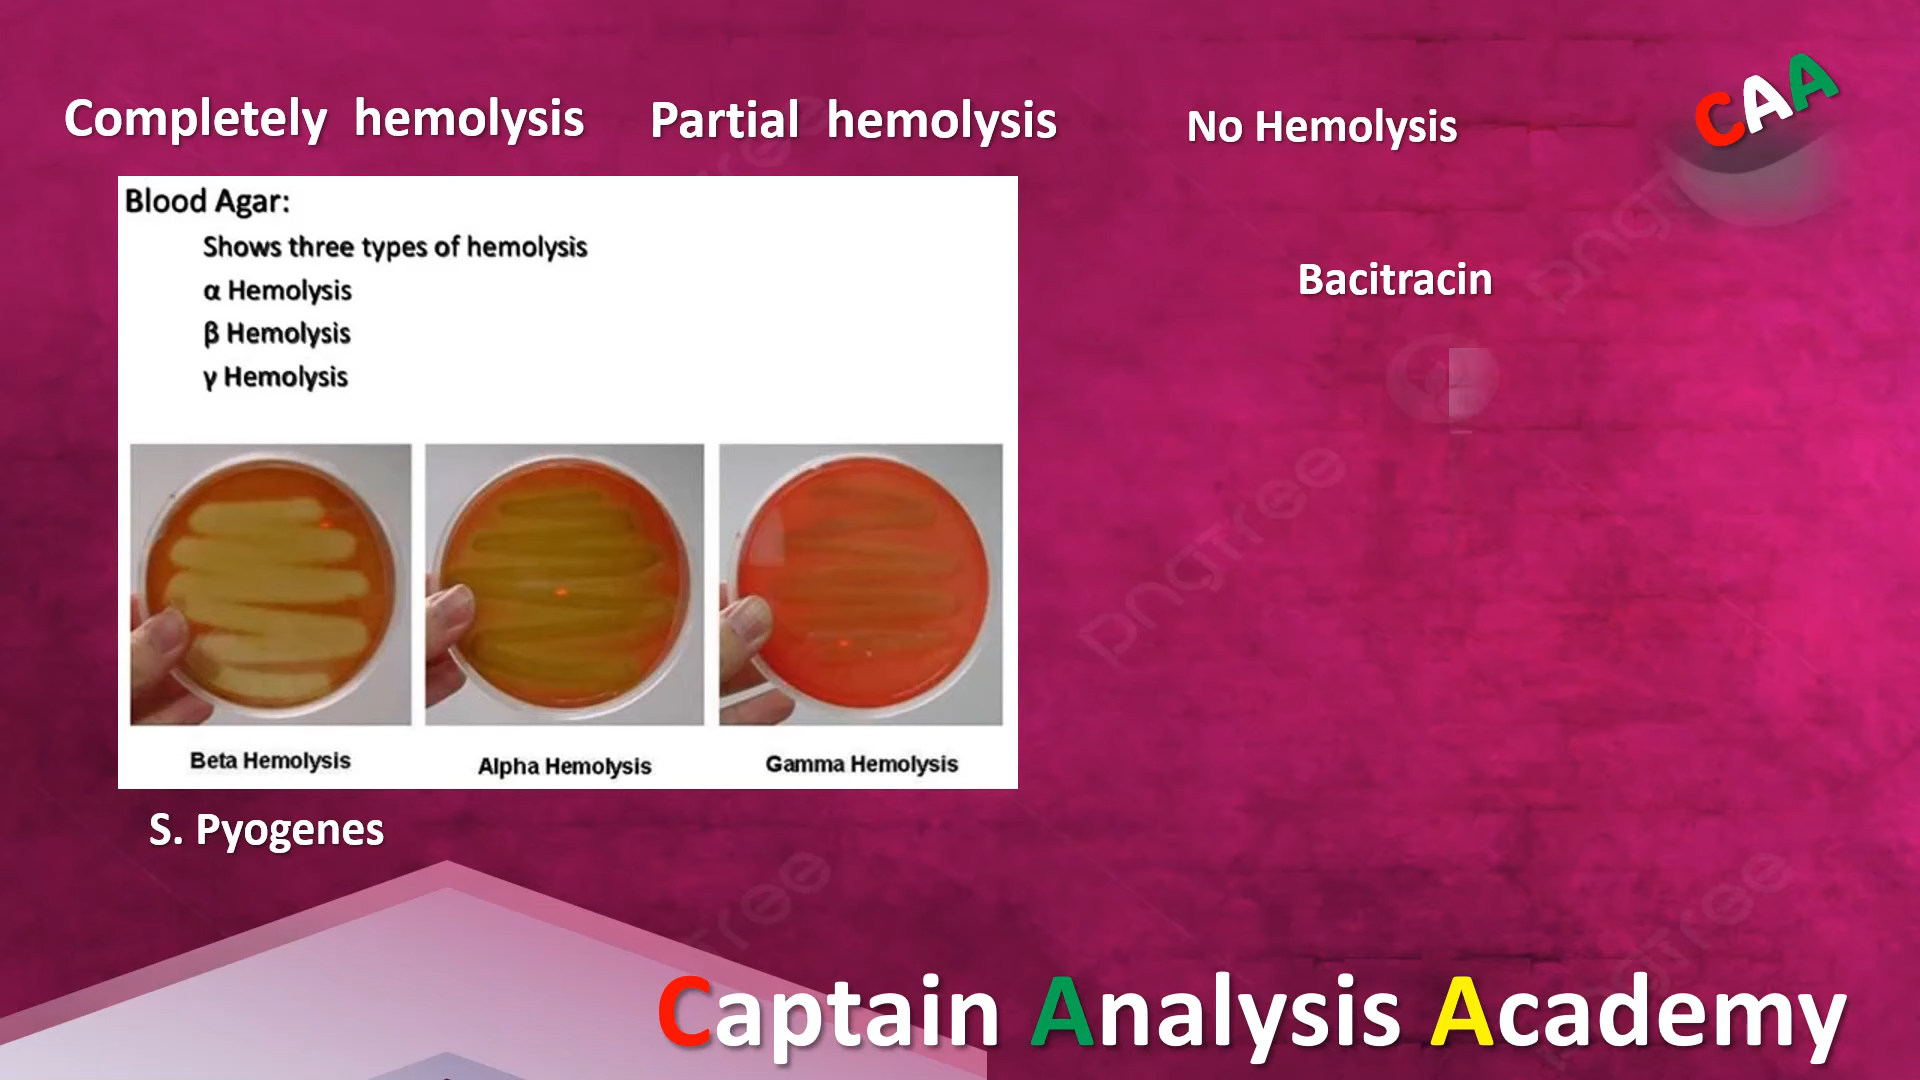 Completely hemolysis
Partial hemolysis
No Hemolysis
CAA
Blood Agar:
Shows three types of hemolysis
α Hemolysis
β Hemolysis
γ Hemolysis
Bacitracin
Beta Hemolysis
Alpha Hemolysis
Gamma Hemolysis
S. Pyogenes
Captain Analysis Academy
pngtree